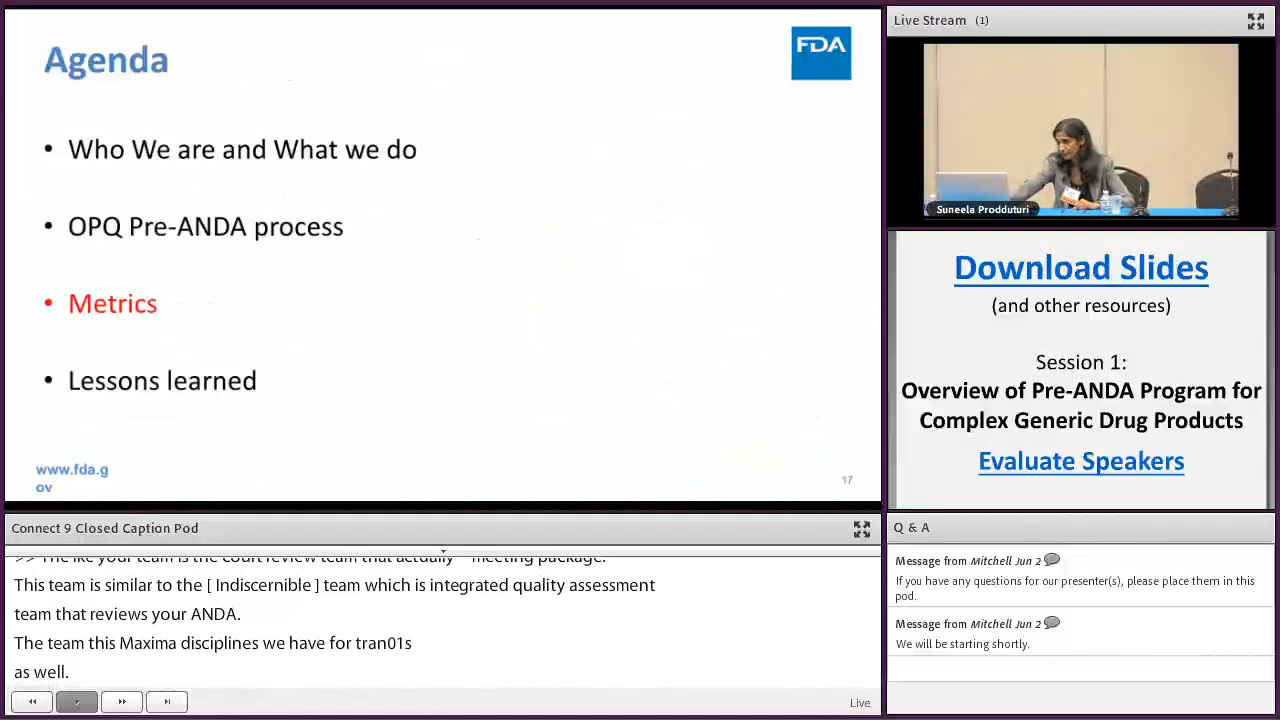 Agenda
FDA
• Who We are and What we do
• OPQ Pre-ANDA process
• Metrics
• Lessons learned
www.fda.g
ov
17
Live Stream (1)
Suneela Prodduturi
Download Slides
(and other resources)
Session 1:
Overview of Pre-ANDA Program for
Complex Generic Drug Products
Evaluate Speakers
Connect 9 Closed Caption Pod
>> The ike your team is the court review team that actually meeting package.
This team is similar to the [ Indiscernible ] team which is integrated quality assessment
team that reviews your ANDA.
The team this Maxima disciplines we have for tran01s
as well.
Live
Q & A
Message from Mitchell Jun 2
If you have any questions for our presenter(s), please place them in this
pod.
Message from Mitchell Jun 2
We will be starting shortly.